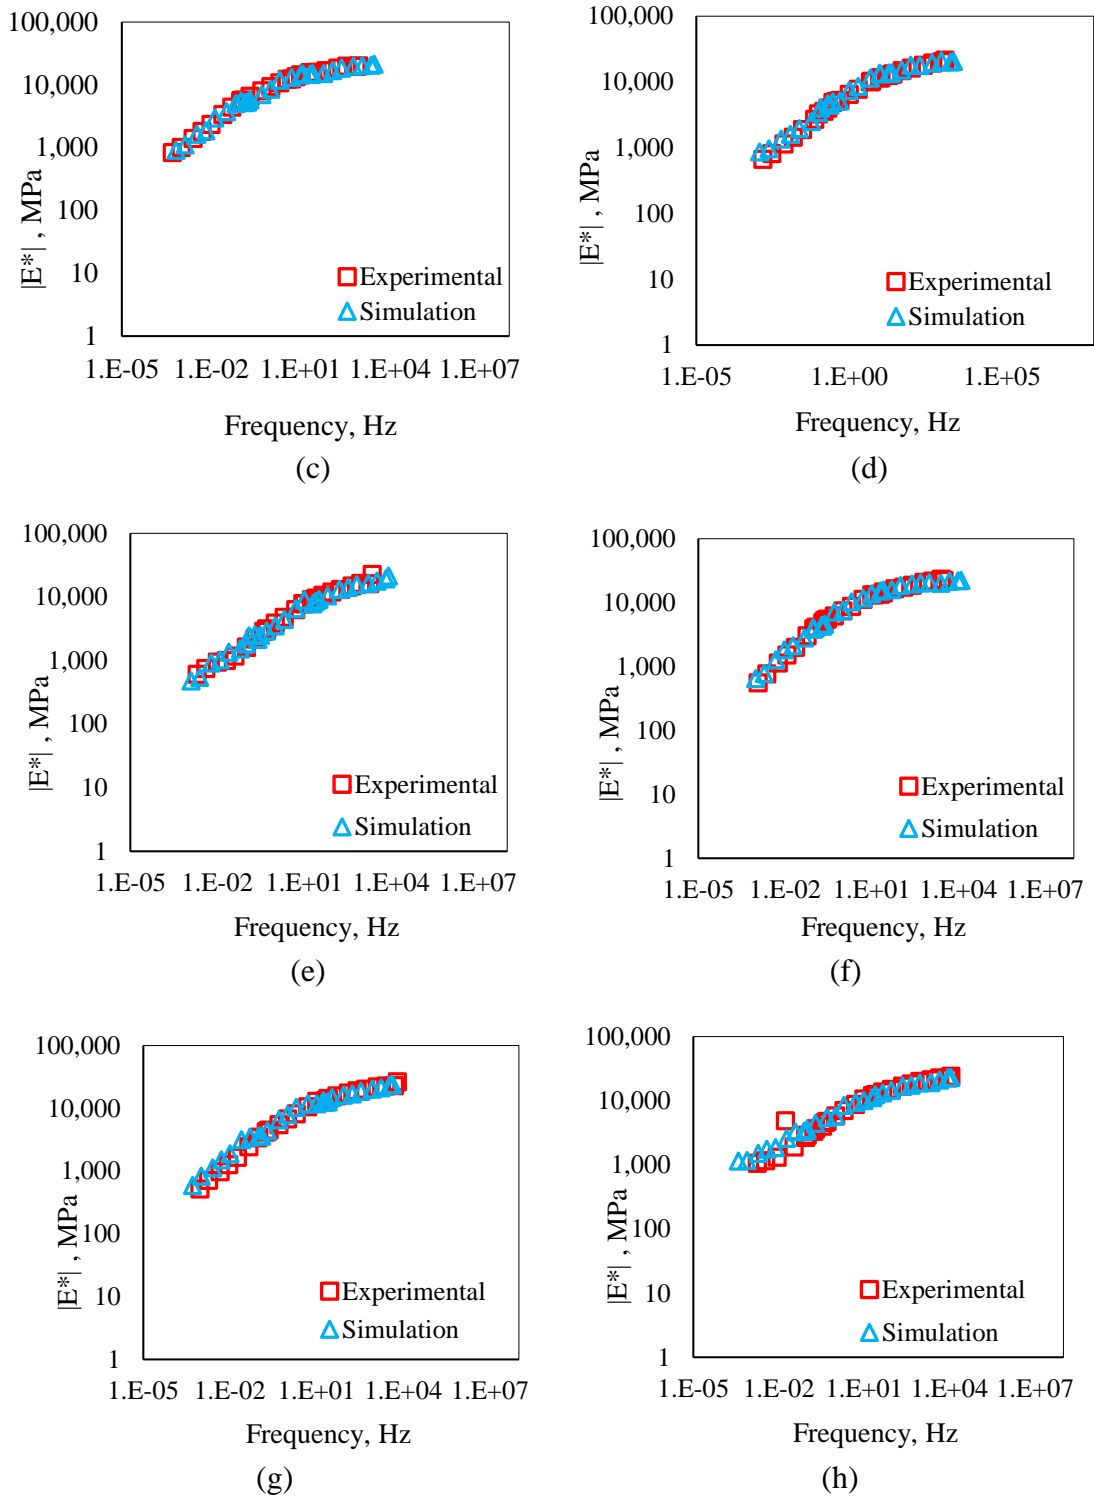 100,000
10,000
1,000
100
10
1
|E*| , MPa
Experimental
Simulation
1.E-05 1.E-02 1.E+01 1.E+04 1.E+07
Frequency, Hz
(c)
100,000
10,000
1,000
100
10
1
|E*| , MPa
Experimental
Simulation
1.E-05 1.E+00 1.E+05
Frequency, Hz
(d)
100,000
10,000
1,000
100
10
1
|E*| , MPa
Experimental
Simulation
1.E-05 1.E-02 1.E+01 1.E+04 1.E+07
Frequency, Hz
(e)
100,000
10,000
1,000
100
10
1
|E*| , MPa
Experimental
Simulation
1.E-05 1.E-02 1.E+01 1.E+04 1.E+07
Frequency, Hz
(f)
100,000
10,000
1,000
100
10
1
|E*| , MPa
Experimental
Simulation
1.E-05 1.E-02 1.E+01 1.E+04 1.E+07
Frequency, Hz
(g)
100,000
10,000
1,000
100
10
1
|E*| , MPa
Experimental
Simulation
1.E-05 1.E-02 1.E+01 1.E+04 1.E+07
Frequency, Hz
(h)